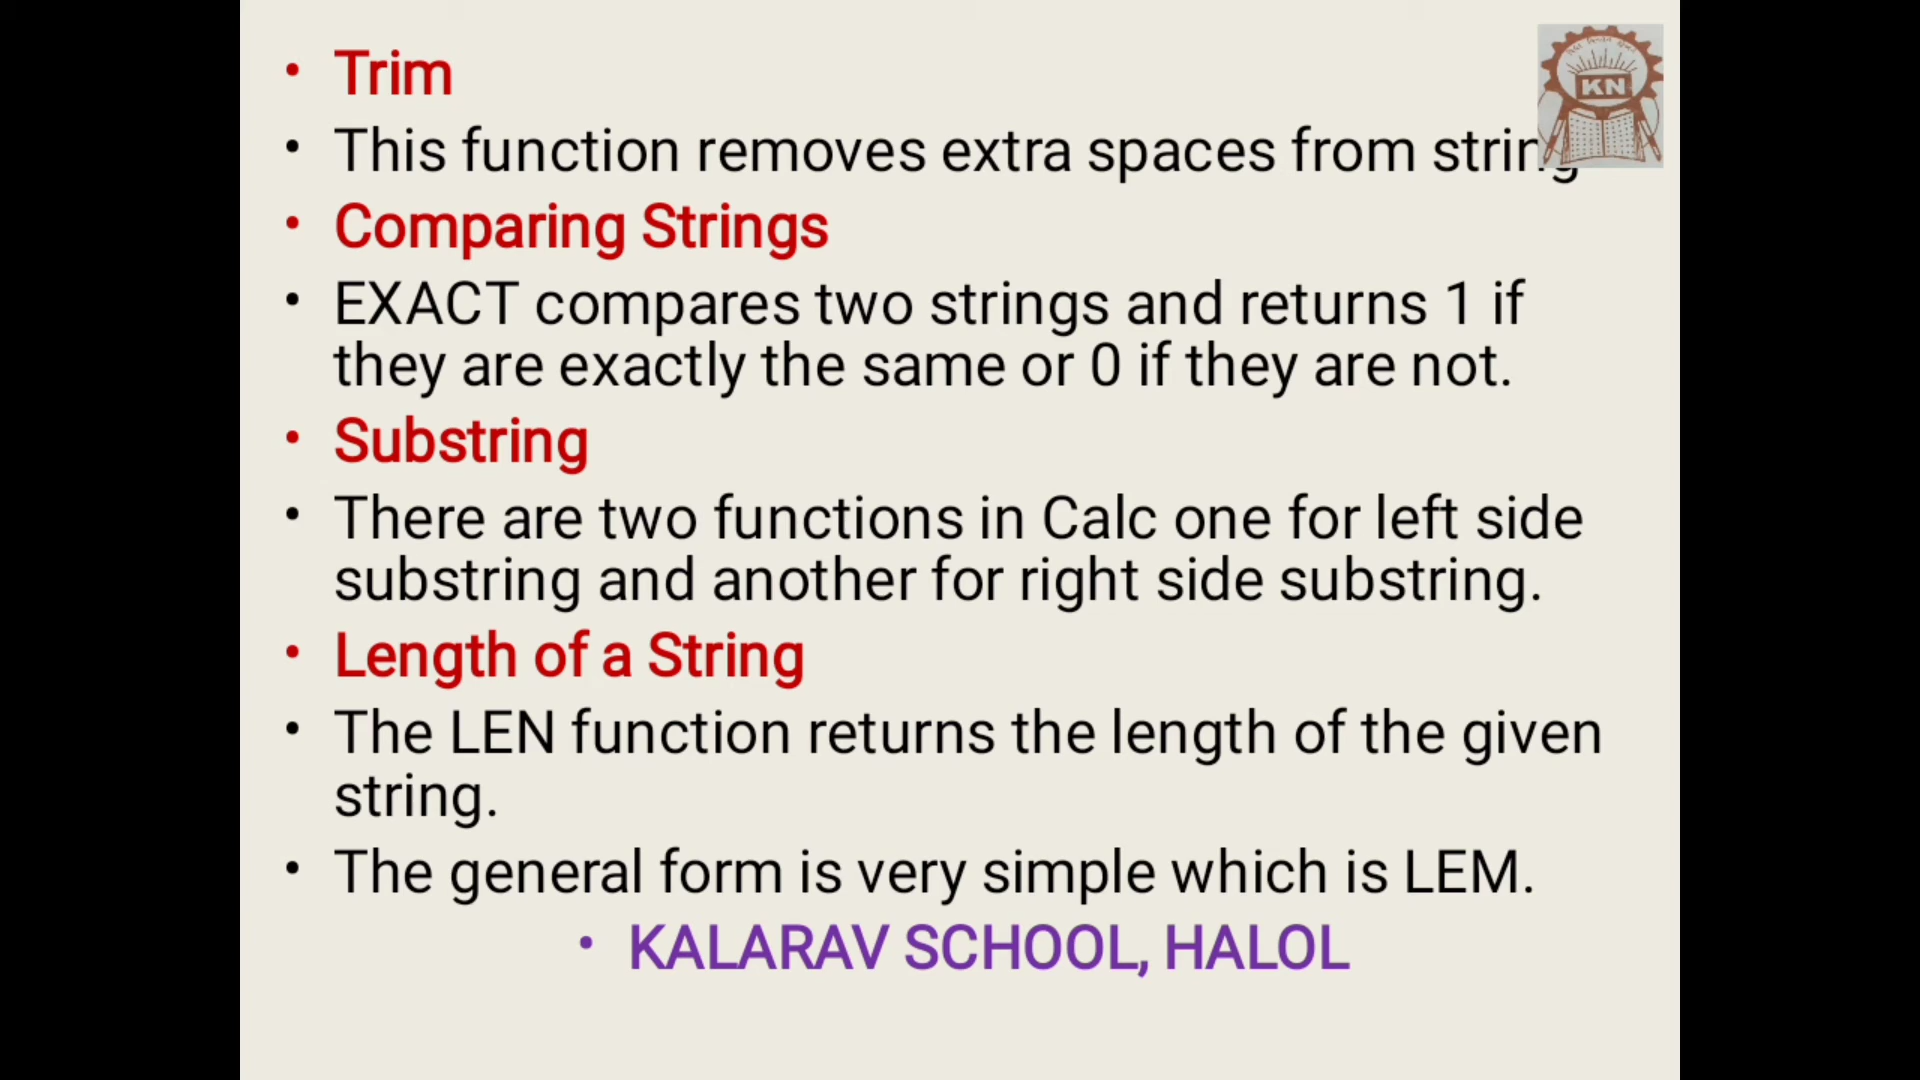 • Trim
• This function removes extra spaces from string
• Comparing Strings
• EXACT compares two strings and returns 1 if
they are exactly the same or 0 if they are not.
• Substring
• There are two functions in Calc one for left side
substring and another for right side substring.
• Length of a String
• The LEN function returns the length of the given
string.
• The general form is very simple which is LEM.
• KALARAV SCHOOL, HALOL
KN